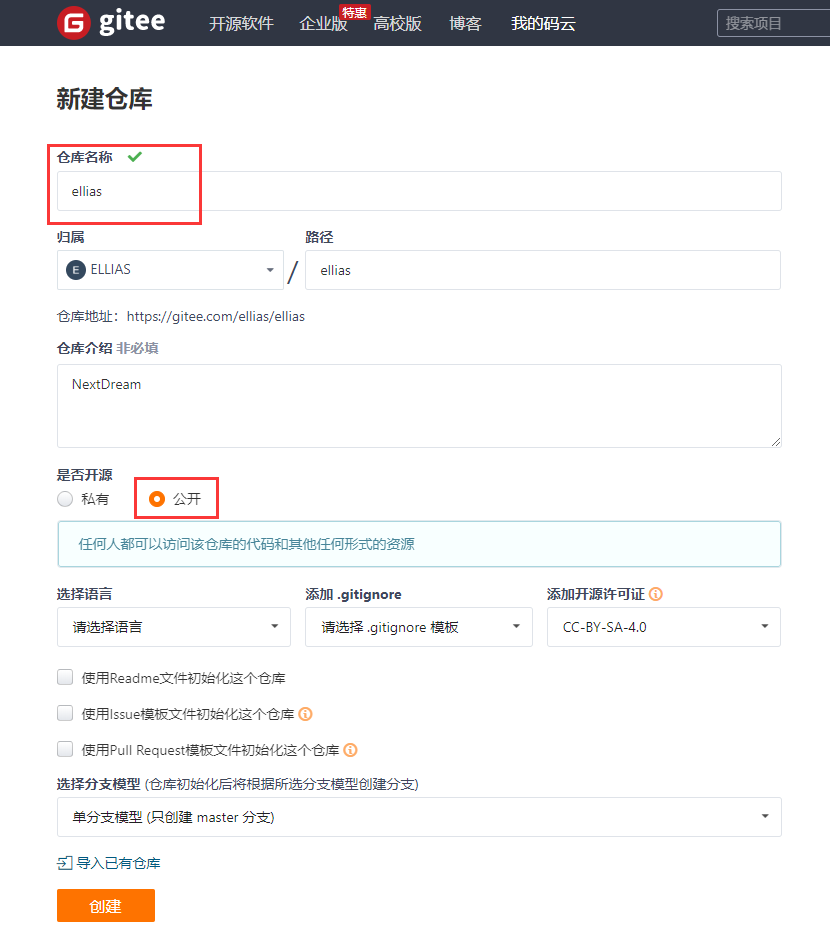 gitee 开源软件 企业版 特惠 高校版 博客 我的码云 搜索项目
新建仓库
仓库名称
ellias
归属 路径
E ELLIAS / ellias
仓库地址：https://gitee.com/ellias/ellias
仓库介绍 非必填
NextDream
是否开源
私有 公开
任何人都可以访问该仓库的代码和其他任何形式的资源
选择语言 添加 .gitignore 添加开源许可证
请选择语言 请选择 .gitignore 模板 CC-BY-SA-4.0
使用Readme文件初始化这个仓库
使用Issue模板文件初始化这个仓库
使用Pull Request模板文件初始化这个仓库
选择分支模型 (仓库初始化后将根据所选分支模型创建分支)
单分支模型 (只创建 master 分支)
导入已有仓库
创建